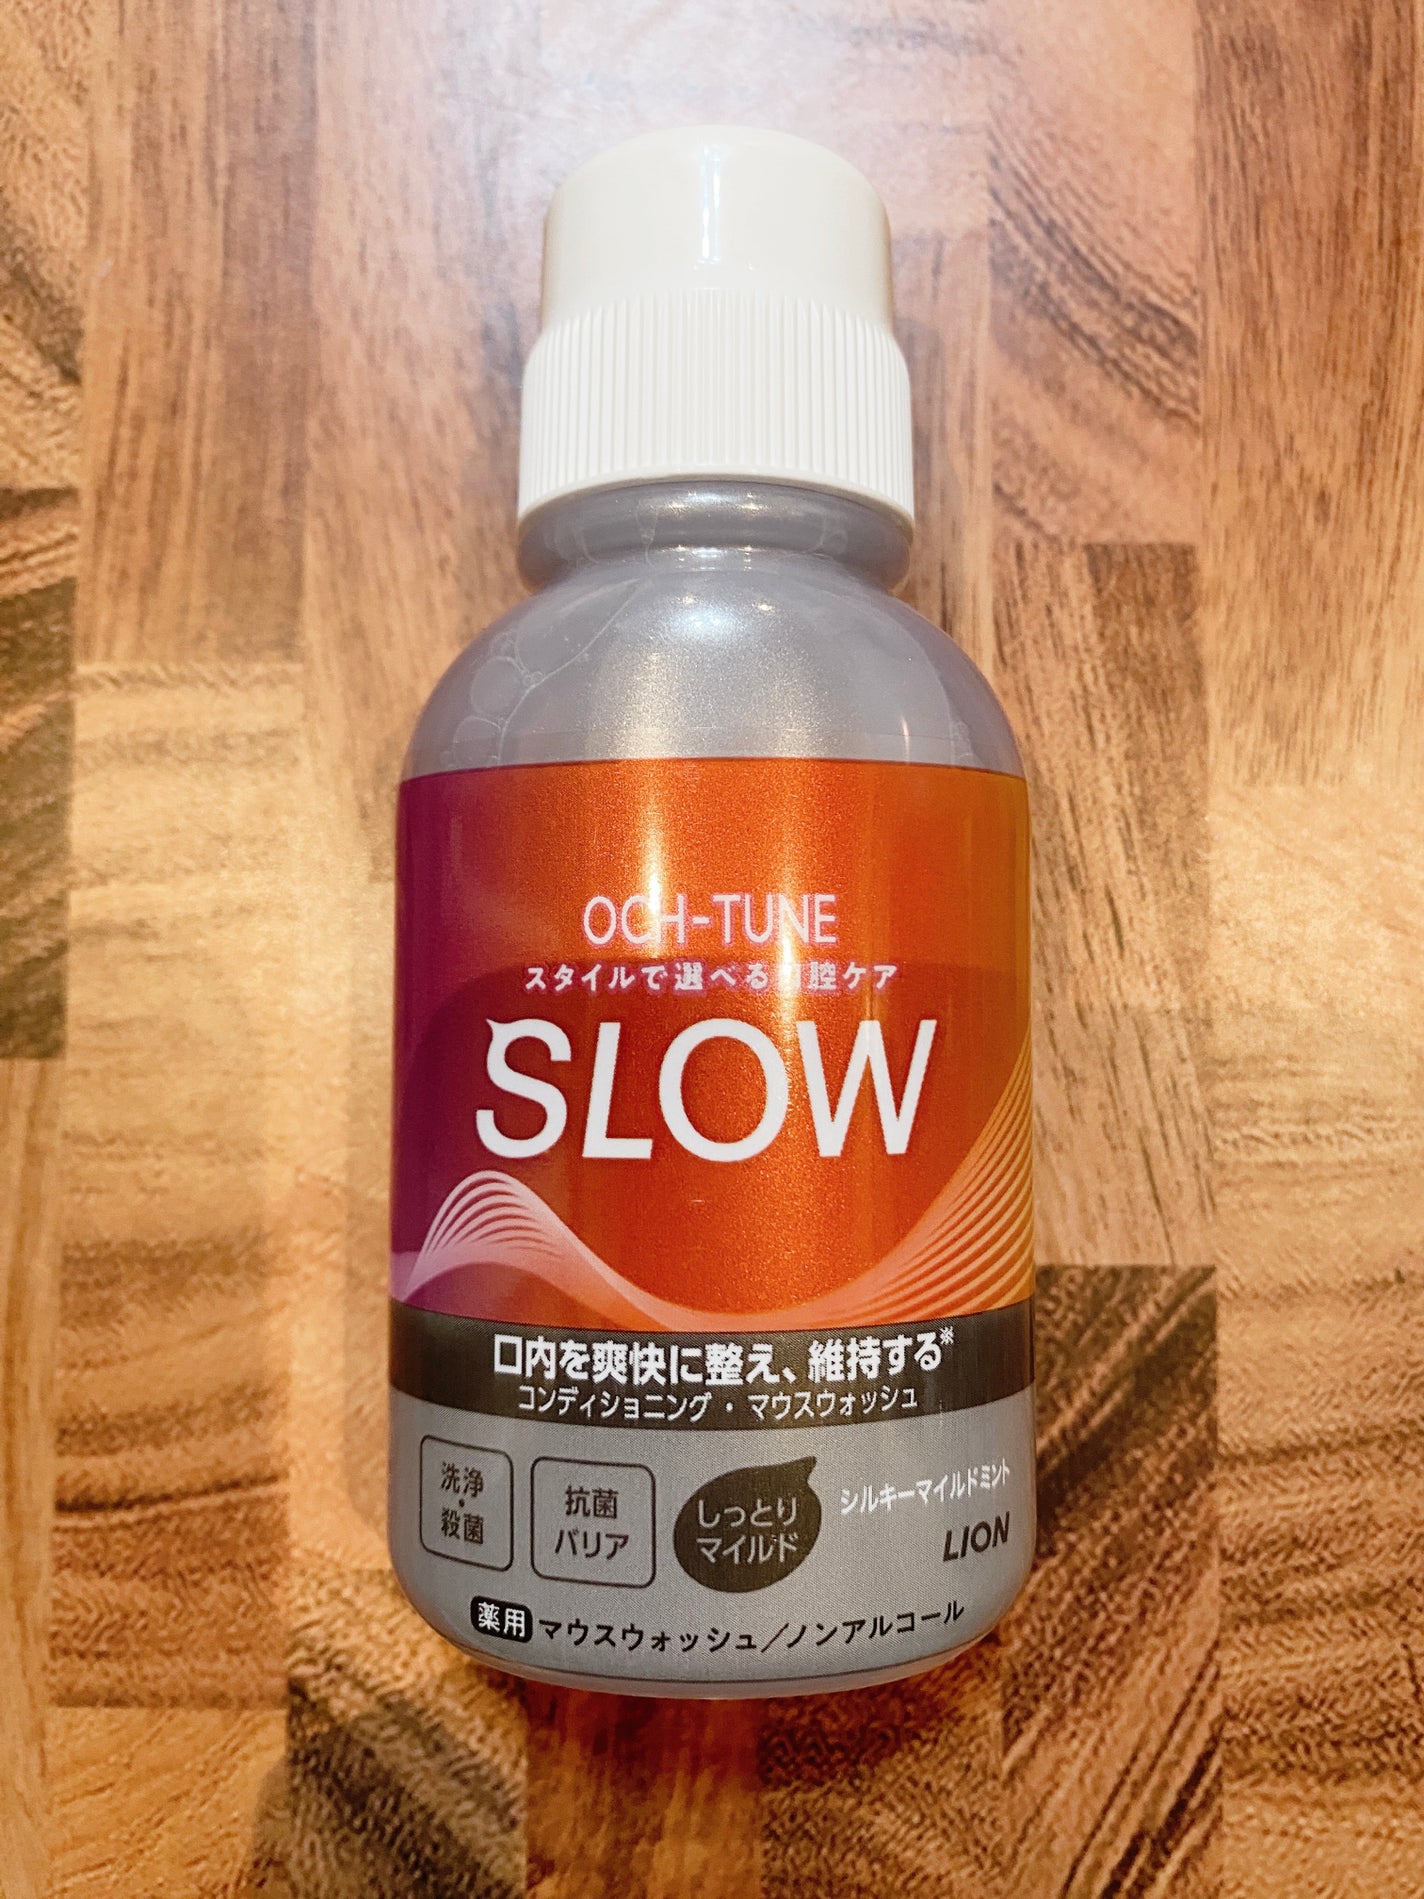 OCH-TUNE
スタイルで選べる口腔ケア
SLOW
口内を爽快に整え、維持する※
コンディショニング・マウスウォッシュ
洗浄
・
殺菌
抗菌
バリア
しっとり
マイルド
シルキーマイルドミント
LION
薬用 マウスウォッシュ/ノンアルコール